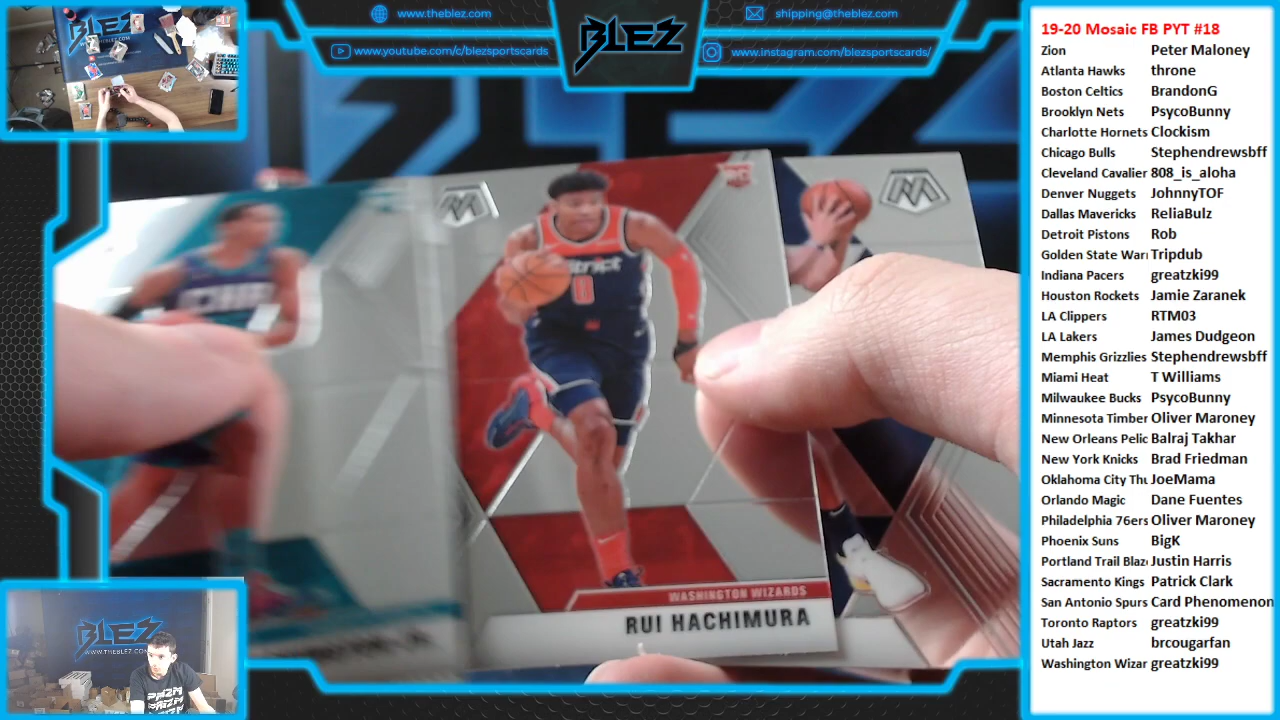 www.theblez.com
www.youtube.com/c/blezsportscards
BLEZ
shipping@theblez.com
www.instagram.com/blezsportscards/
BLEZ
M
RC
CHA
M
district
8
WASHINGTON WIZARDS
RUI HACHIMURA
BLEZ
WWW.THEBLEZ.COM
19-20 Mosaic FB PYT #18
Zion Peter Maloney
Atlanta Hawks throne
Boston Celtics BrandonG
Brooklyn Nets PsycoBunny
Charlotte Hornets Clockism
Chicago Bulls Stephendrewsbff
Cleveland Cavalier 808_is_aloha
Denver Nuggets JohnnyTOF
Dallas Mavericks ReliaBulz
Detroit Pistons Rob
Golden State War Tripdub
Indiana Pacers greatzki99
Houston Rockets Jamie Zaranek
LA Clippers RTM03
LA Lakers James Dudgeon
Memphis Grizzlies Stephendrewsbff
Miami Heat T Williams
Milwaukee Bucks PsycoBunny
Minnesota Timber Oliver Maroney
New Orleans Pelic Balraj Takhar
New York Knicks Brad Friedman
Oklahoma City Thu JoeMama
Orlando Magic Dane Fuentes
Philadelphia 76ers Oliver Maroney
Phoenix Suns BigK
Portland Trail Blaz Justin Harris
Sacramento Kings Patrick Clark
San Antonio Spurs Card Phenomenon
Toronto Raptors greatzki99
Utah Jazz brcougarfan
Washington Wizar greatzki99